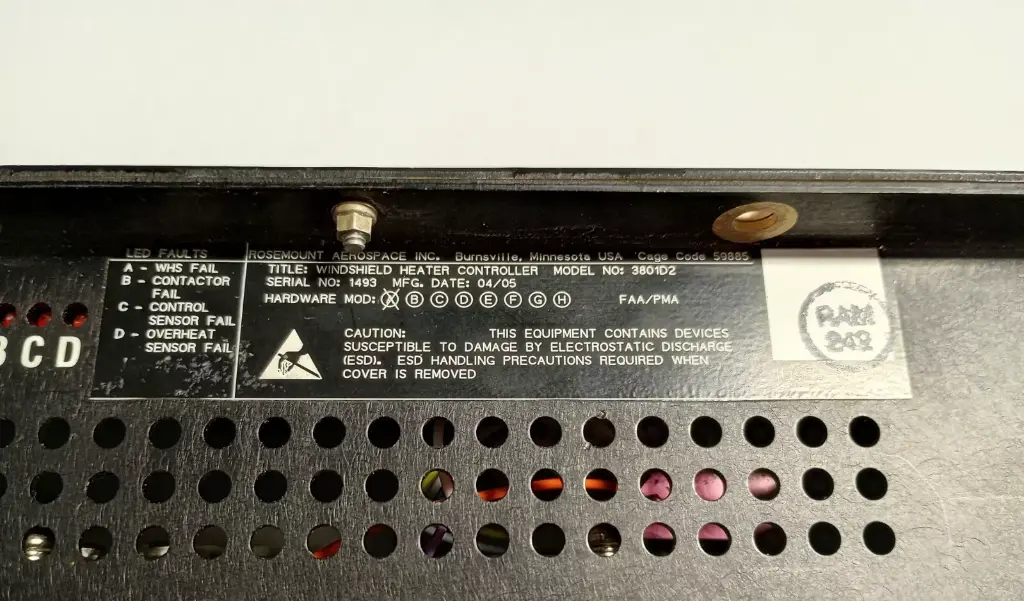 LED FAULTS
A - WHS FAIL
B - CONTACTOR
FAIL
C - CONTROL
SENSOR FAIL
D - OVERHEAT
SENSOR FAIL
BCD
ROSEMOUNT AEROSPACE INC. Burnsville, Minnesota USA 'Cage Code 59885
TITLE: WINDSHIELD HEATER CONTROLLER MODEL NO: 3801D2
SERIAL NO: 1493 MFG. DATE: 04/05
HARDWARE MOD: A B C D E F G H FAA/PMA
CAUTION: THIS EQUIPMENT CONTAINS DEVICES
SUSCEPTIBLE TO DAMAGE BY ELECTROSTATIC DISCHARGE
(ESD). ESD HANDLING PRECAUTIONS REQUIRED WHEN
COVER IS REMOVED